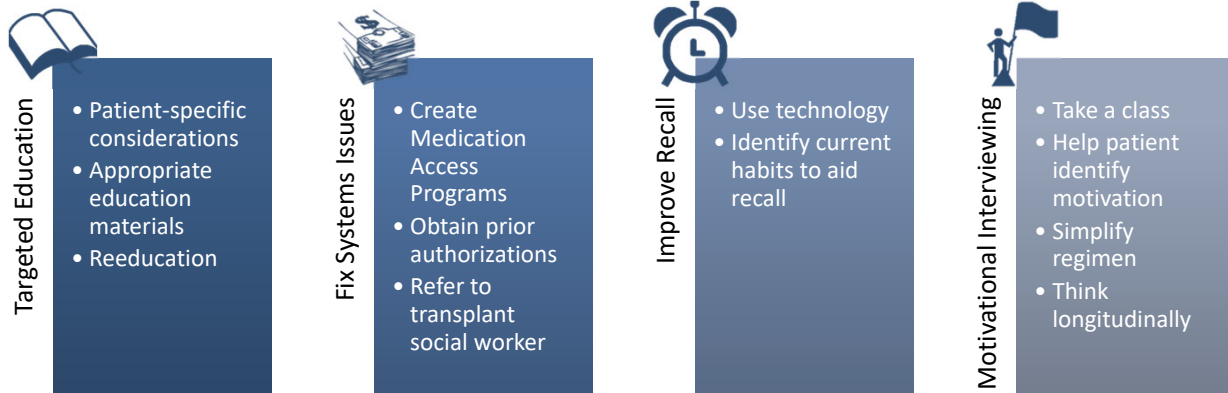 Targeted Education
• Patient-specific
considerations
• Appropriate
education
materials
• Reeducation
Fix Systems Issues
• Create
Medication
Access
Programs
• Obtain prior
authorizations
• Refer to
transplant
social worker
Improve Recall
• Use technology
• Identify current
habits to aid
recall
Motivational Interviewing
• Take a class
• Help patient
identify
motivation
• Simplify
regimen
• Think
longitudinally